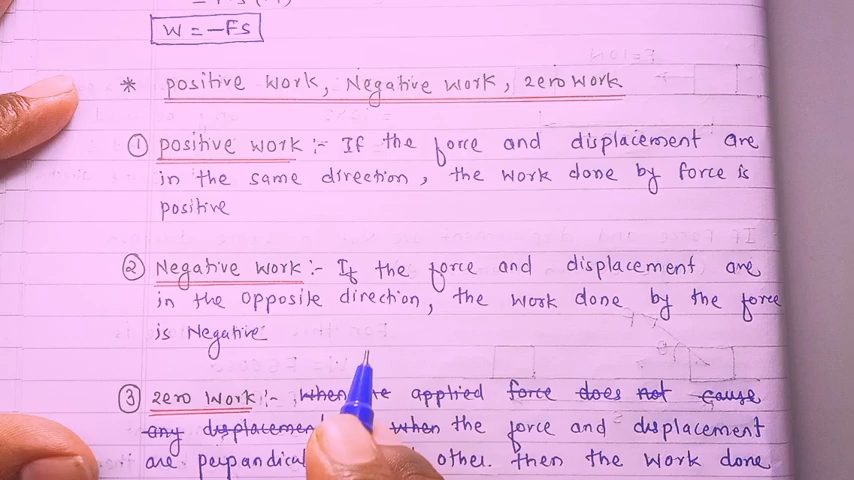 W = -Fs
* positive work, Negative work, zero work
① positive work :- If the force and displacement are
in the same direction, the work done by force is
positive
② Negative work :- If the force and displacement are
in the opposite direction, the work done by the force
is Negative
③ zero work :- when applied force does not cause
any displacement when the force and displacement
are perpandical other. then the work done